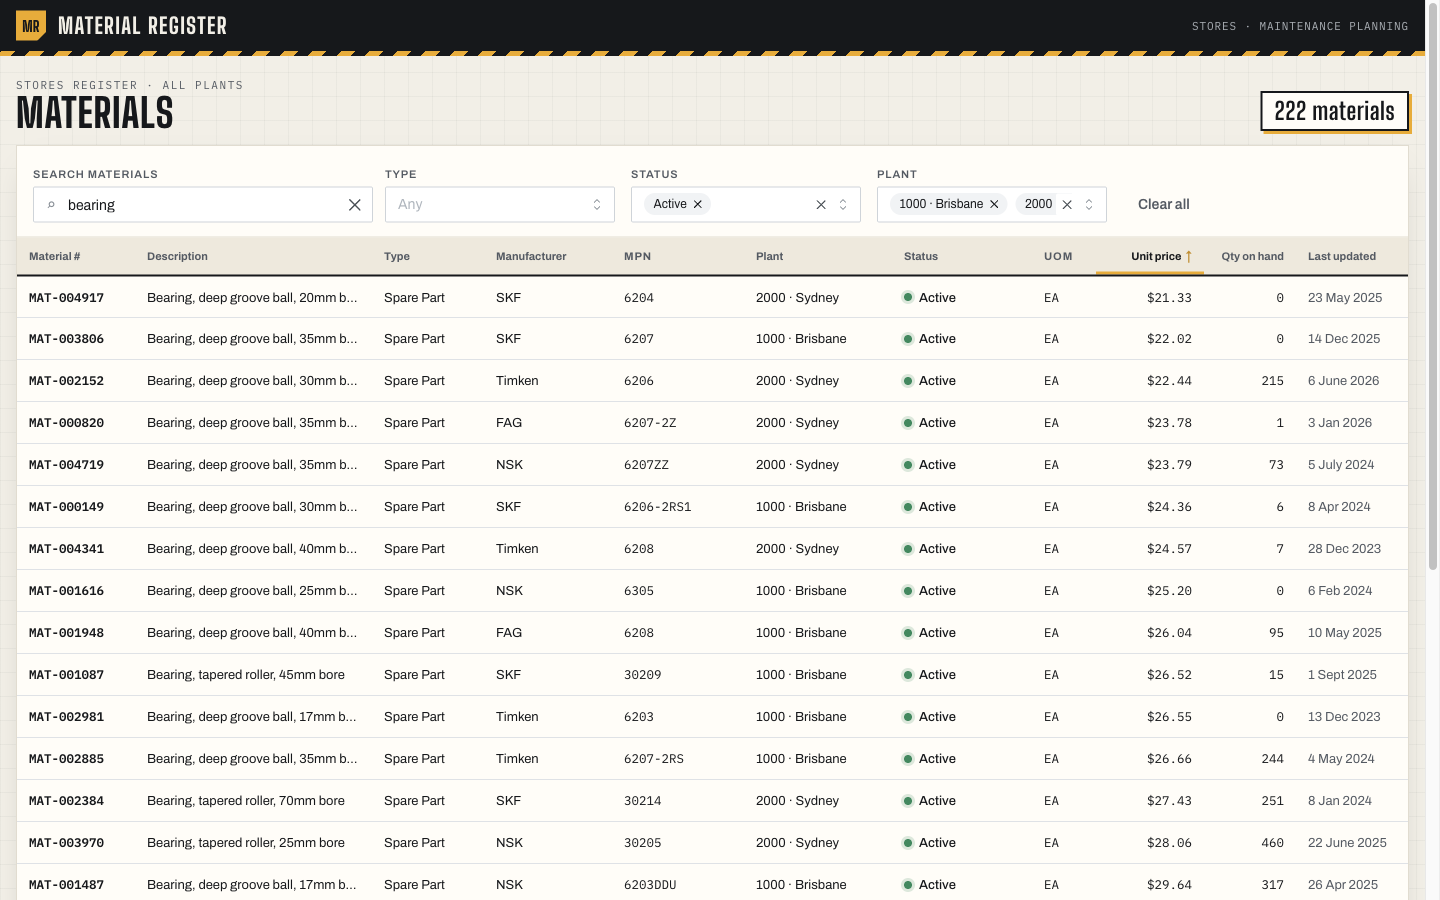 MR MATERIAL REGISTER STORES · MAINTENANCE PLANNING
STORES REGISTER · ALL PLANTS
MATERIALS
222 materials
SEARCH MATERIALS TYPE STATUS PLANT
bearing Any Active 1000 · Brisbane 2000 Clear all
Material # Description Type Manufacturer MPN Plant Status UOM Unit price ↑ Qty on hand Last updated
MAT-004917 Bearing, deep groove ball, 20mm b... Spare Part SKF 6204 2000 · Sydney Active EA $21.33 0 23 May 2025
MAT-003806 Bearing, deep groove ball, 35mm b... Spare Part SKF 6207 1000 · Brisbane Active EA $22.02 0 14 Dec 2025
MAT-002152 Bearing, deep groove ball, 30mm b... Spare Part Timken 6206 2000 · Sydney Active EA $22.44 215 6 June 2026
MAT-000820 Bearing, deep groove ball, 35mm b... Spare Part FAG 6207-2Z 2000 · Sydney Active EA $23.78 1 3 Jan 2026
MAT-004719 Bearing, deep groove ball, 35mm b... Spare Part NSK 6207ZZ 2000 · Sydney Active EA $23.79 73 5 July 2024
MAT-000149 Bearing, deep groove ball, 30mm b... Spare Part SKF 6206-2RS1 1000 · Brisbane Active EA $24.36 6 8 Apr 2024
MAT-004341 Bearing, deep groove ball, 40mm b... Spare Part Timken 6208 2000 · Sydney Active EA $24.57 7 28 Dec 2023
MAT-001616 Bearing, deep groove ball, 25mm b... Spare Part NSK 6305 1000 · Brisbane Active EA $25.20 0 6 Feb 2024
MAT-001948 Bearing, deep groove ball, 40mm b... Spare Part FAG 6208 1000 · Brisbane Active EA $26.04 95 10 May 2025
MAT-001087 Bearing, tapered roller, 45mm bore Spare Part SKF 30209 1000 · Brisbane Active EA $26.52 15 1 Sept 2025
MAT-002981 Bearing, deep groove ball, 17mm b... Spare Part Timken 6203 1000 · Brisbane Active EA $26.55 0 13 Dec 2023
MAT-002885 Bearing, deep groove ball, 35mm b... Spare Part Timken 6207-2RS 1000 · Brisbane Active EA $26.66 244 4 May 2024
MAT-002384 Bearing, tapered roller, 70mm bore Spare Part SKF 30214 2000 · Sydney Active EA $27.43 251 8 Jan 2024
MAT-003970 Bearing, tapered roller, 25mm bore Spare Part NSK 30205 2000 · Sydney Active EA $28.06 460 22 June 2025
MAT-001487 Bearing, deep groove ball, 17mm b... Spare Part NSK 6203DDU 1000 · Brisbane Active EA $29.64 317 26 Apr 2025